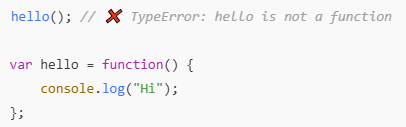 hello(); // ❌ TypeError: hello is not a function
var hello = function() {
    console.log("Hi");
};